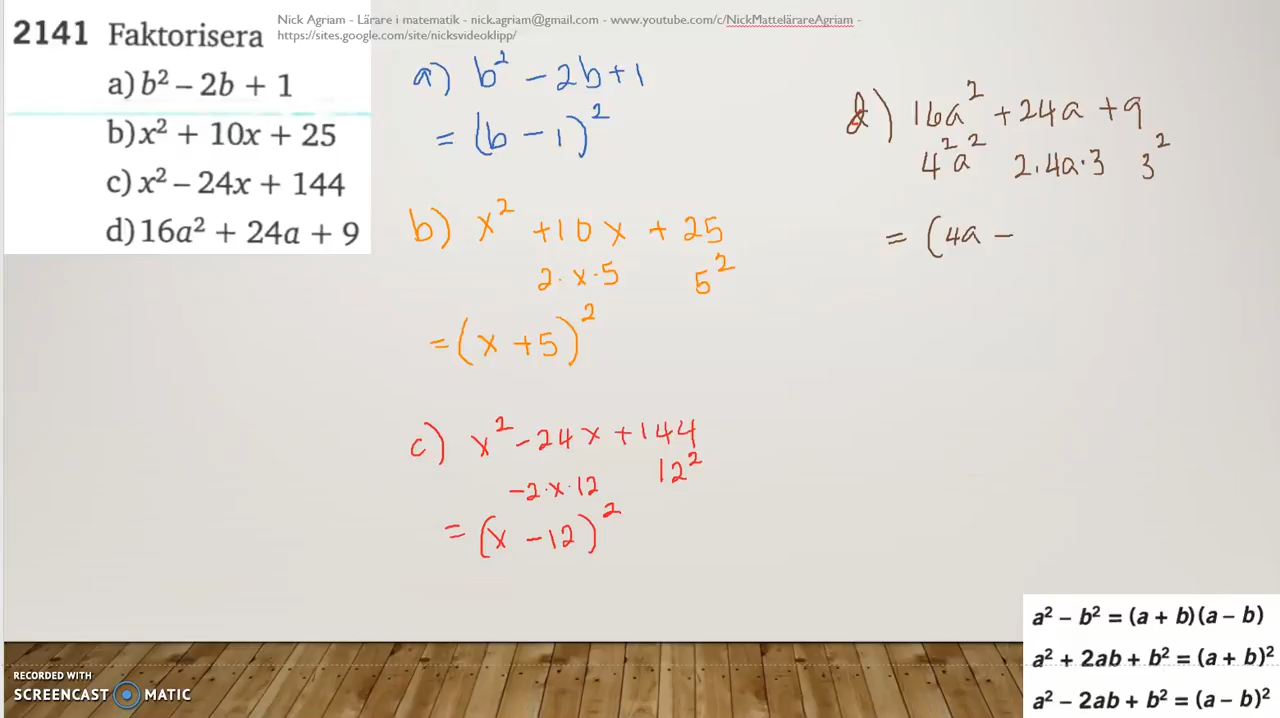 Nick Agriam - Lärare i matematik - nick.agriam@gmail.com - www.youtube.com/c/NickMattelärareAgriam -
https://sites.google.com/site/nicksvideoklipp/
2141 Faktorisera
a) b² – 2b + 1
b) x² + 10x + 25
c) x² – 24x + 144
d) 16a² + 24a + 9
a) b² - 2b + 1
= (b - 1)²
b) x² + 10x + 25
2·x·5 5²
= (x + 5)²
c) x² - 24x + 144
-2·x·12 12²
= (x - 12)²
d) 16a² + 24a + 9
4²a² 2·4a·3 3²
= (4a -
a² – b² = (a + b)(a – b)
a² + 2ab + b² = (a + b)²
a² – 2ab + b² = (a – b)²
RECORDED WITH
SCREENCAST MATIC